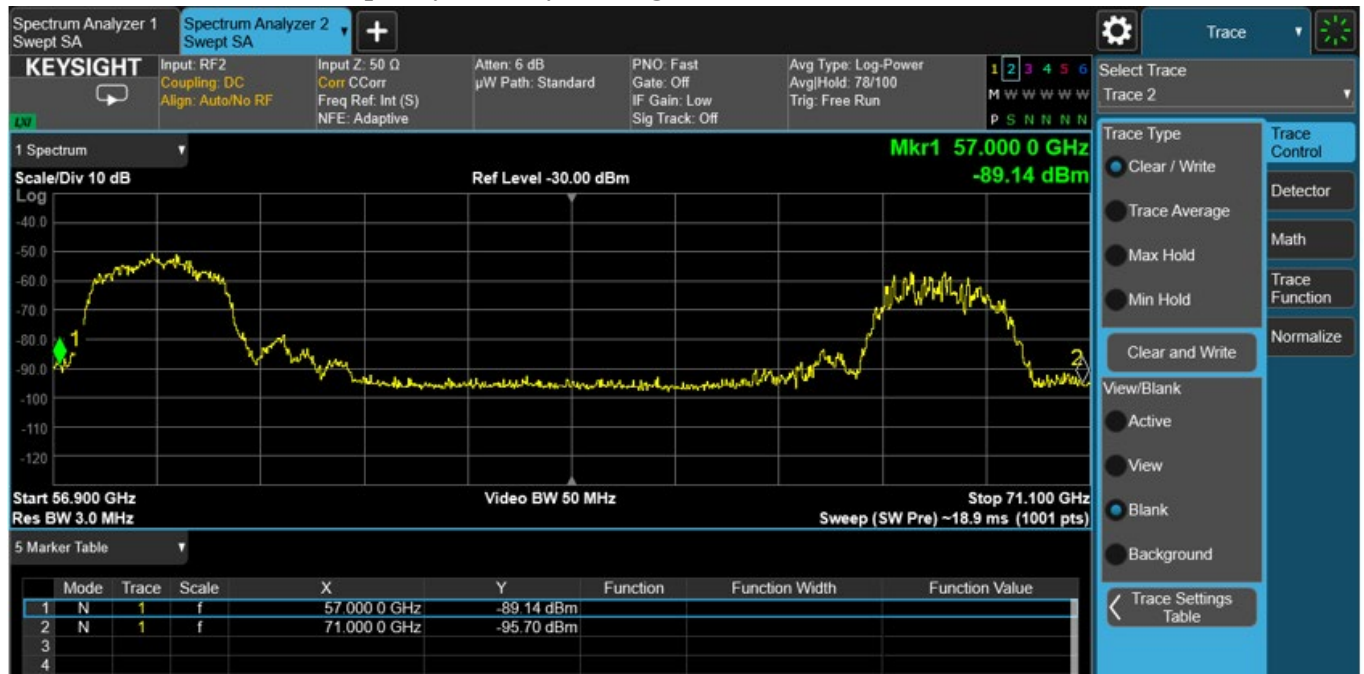 Spectrum Analyzer 1
Swept SA
Spectrum Analyzer 2
Swept SA
+
Trace
KEYSIGHT
LXI
Input: RF2
Coupling: DC
Align: Auto/No RF
Input Z: 50 Ω
Corr CCorr
Freq Ref: Int (S)
NFE: Adaptive
Atten: 6 dB
µW Path: Standard
PNO: Fast
Gate: Off
IF Gain: Low
Sig Track: Off
Avg Type: Log-Power
Avg|Hold: 78/100
Trig: Free Run
1 2 3 4 5 6
M W W W W W
P S N N N N
Select Trace
Trace 2
1 Spectrum
Mkr1 57.000 0 GHz
Scale/Div 10 dB
Ref Level -30.00 dBm
-89.14 dBm
Log
-40.0
-50.0
-60.0
-70.0
-80.0
-90.0
-100
-110
-120
1
2
Start 56.900 GHz
Video BW 50 MHz
Stop 71.100 GHz
Res BW 3.0 MHz
Sweep (SW Pre) ~18.9 ms (1001 pts)
5 Marker Table
Mode Trace Scale X Y Function Function Width Function Value
1 N 1 f 57.000 0 GHz -89.14 dBm
2 N 1 f 71.000 0 GHz -95.70 dBm
3
4
Trace Type
Clear / Write
Trace Average
Max Hold
Min Hold
Clear and Write
View/Blank
Active
View
Blank
Background
Trace Settings
Table
Trace
Control
Detector
Math
Trace
Function
Normalize